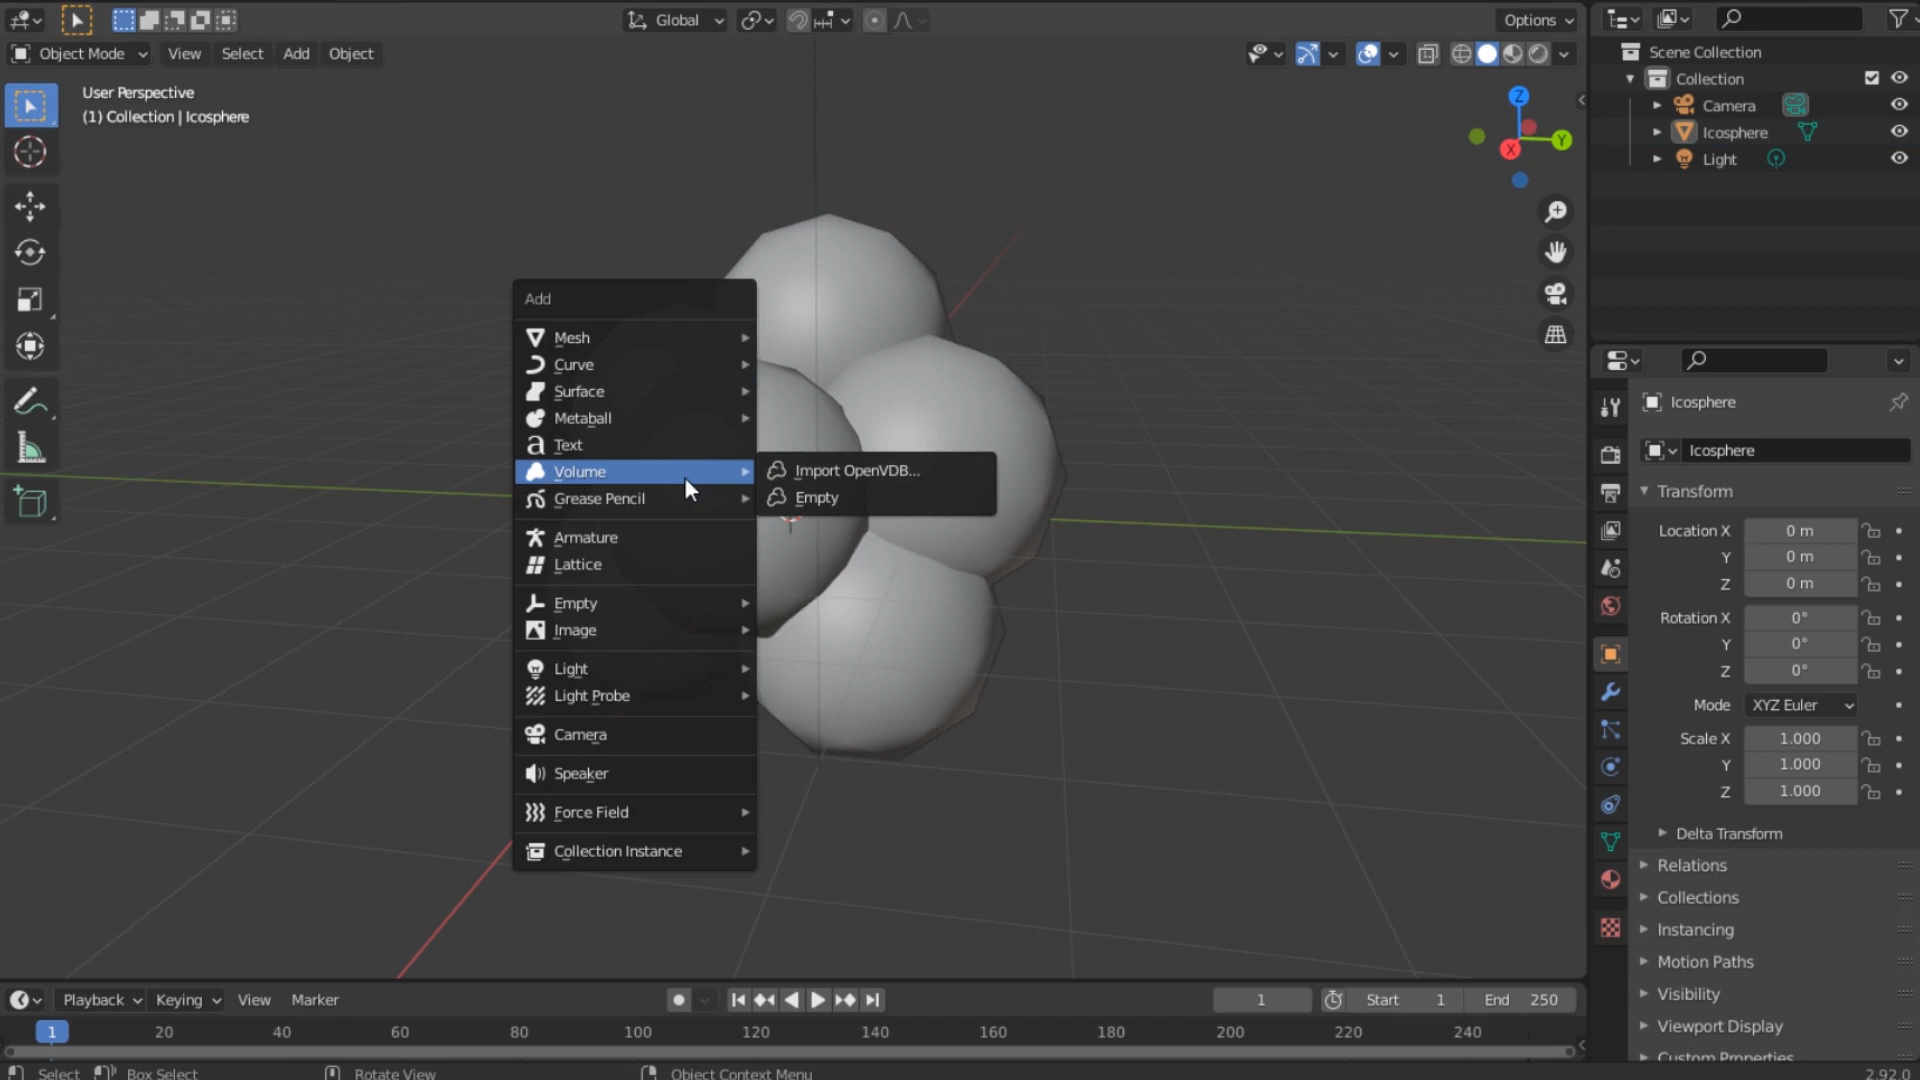 Global
Options
Object Mode
View
Select
Add
Object
User Perspective
(1) Collection | Icosphere
Z
Y
X
Add
Mesh
Curve
Surface
Metaball
Text
Volume
Import OpenVDB...
Empty
Grease Pencil
Armature
Lattice
Empty
Image
Light
Light Probe
Camera
Speaker
Force Field
Collection Instance
Scene Collection
Collection
Camera
Icosphere
Light
Icosphere
Icosphere
Transform
Location X 0 m
Y 0 m
Z 0 m
Rotation X 0°
Y 0°
Z 0°
Mode XYZ Euler
Scale X 1.000
Y 1.000
Z 1.000
Delta Transform
Relations
Collections
Instancing
Motion Paths
Visibility
Viewport Display
Custom Properties
Playback Keying View Marker
1 Start 1 End 250
1 20 40 60 80 100 120 140 160 180 200 220 240
Select Box Select Rotate View Object Context Menu 2.92.0